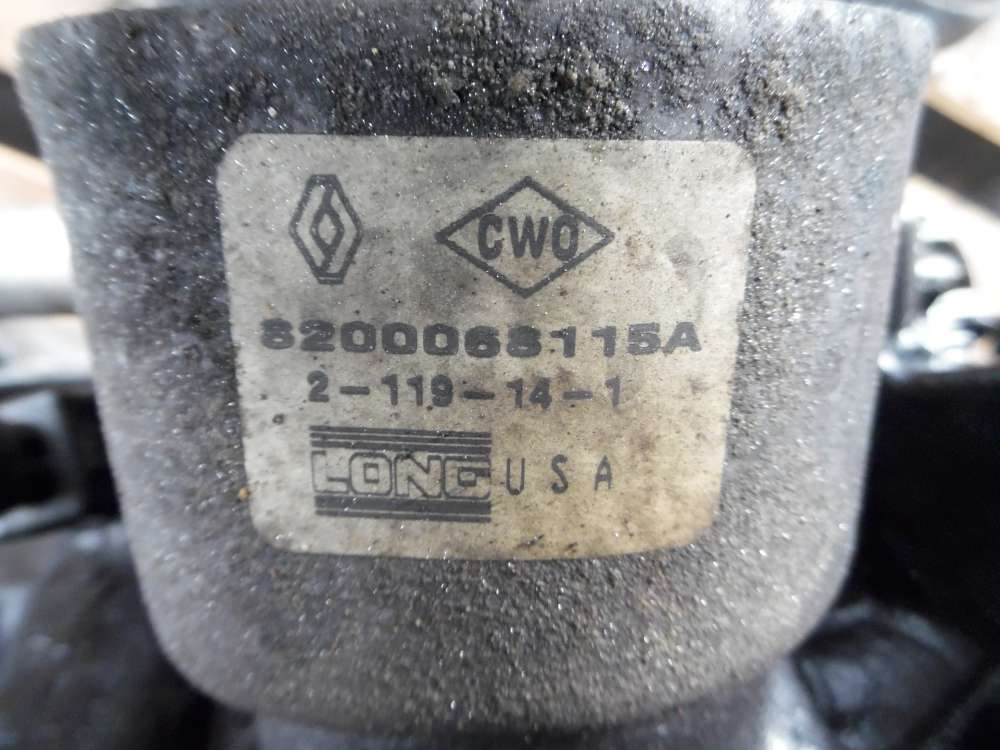 CWO
8200068115A
2-119-14-1
LONG USA